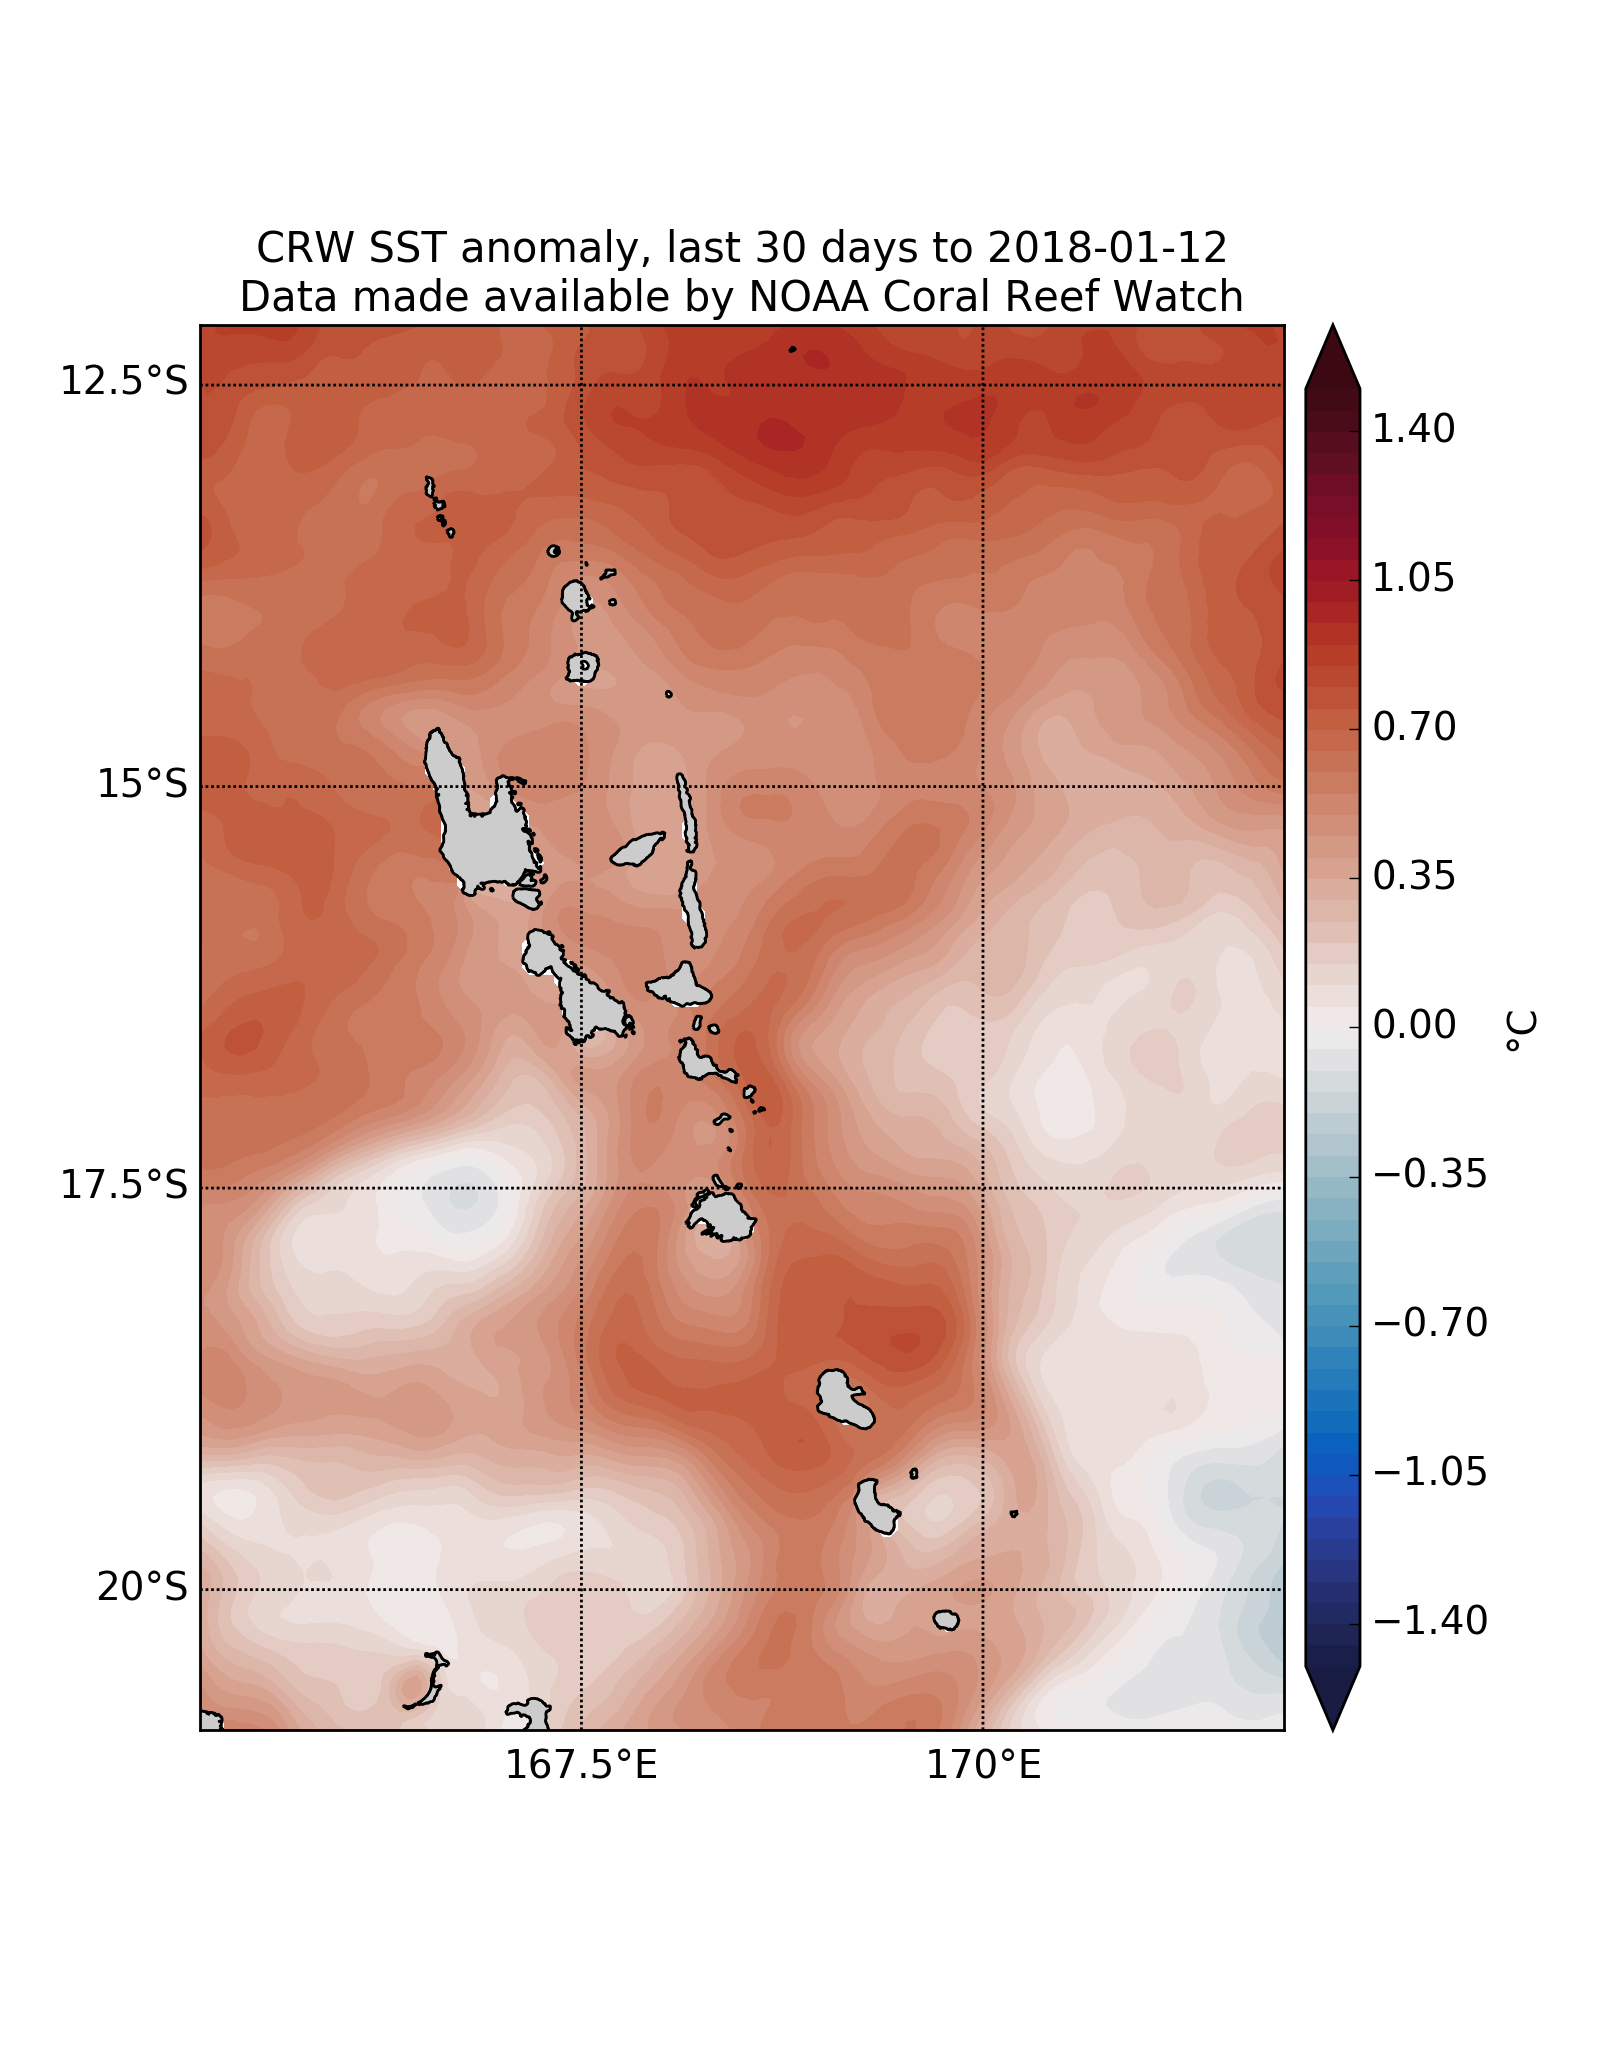 CRW SST anomaly, last 30 days to 2018-01-12
Data made available by NOAA Coral Reef Watch
12.5°S
15°S
17.5°S
20°S
167.5°E
170°E
1.40
1.05
0.70
0.35
0.00
−0.35
−0.70
−1.05
−1.40
°C